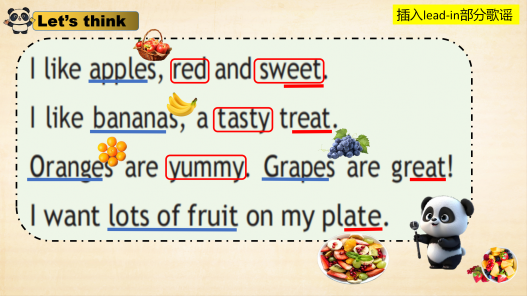 Let's think
插入lead-in部分歌谣
I like apples, red and sweet.
I like bananas, a tasty treat.
Oranges are yummy. Grapes are great!
I want lots of fruit on my plate.